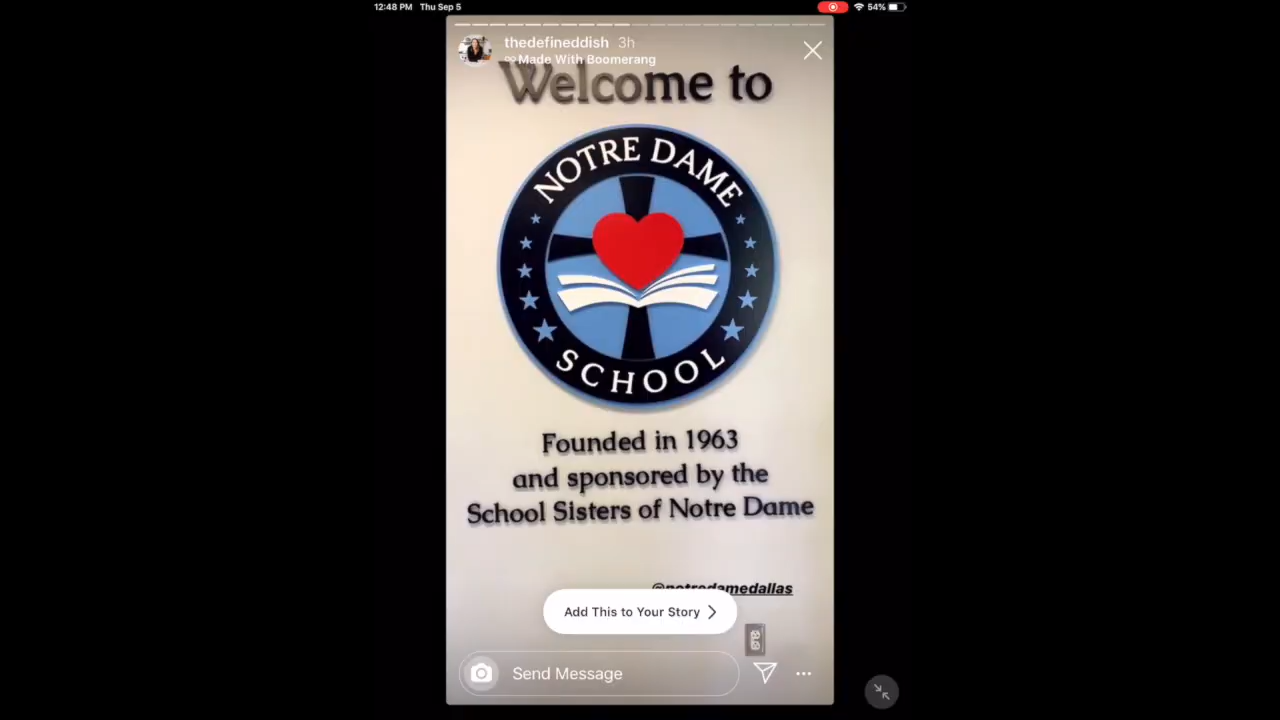 12:48 PM Thu Sep 5
54%
thedefineddish 3h
Made With Boomerang
Welcome to
NOTRE DAME
SCHOOL
Founded in 1963
and sponsored by the
School Sisters of Notre Dame
@notredamedallas
Add This to Your Story
Send Message